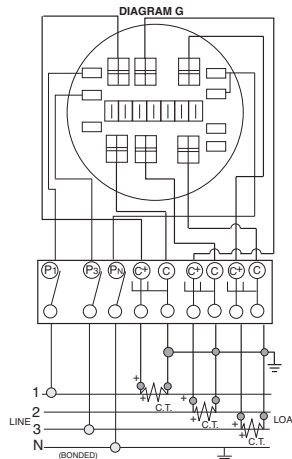 DIAGRAM G
P1 P3 PN C+ C C+ C C+ C
1
+ +
C.T.
2
+ +
LINE LOA
C.T.
3
+ +
C.T.
N
(BONDED)